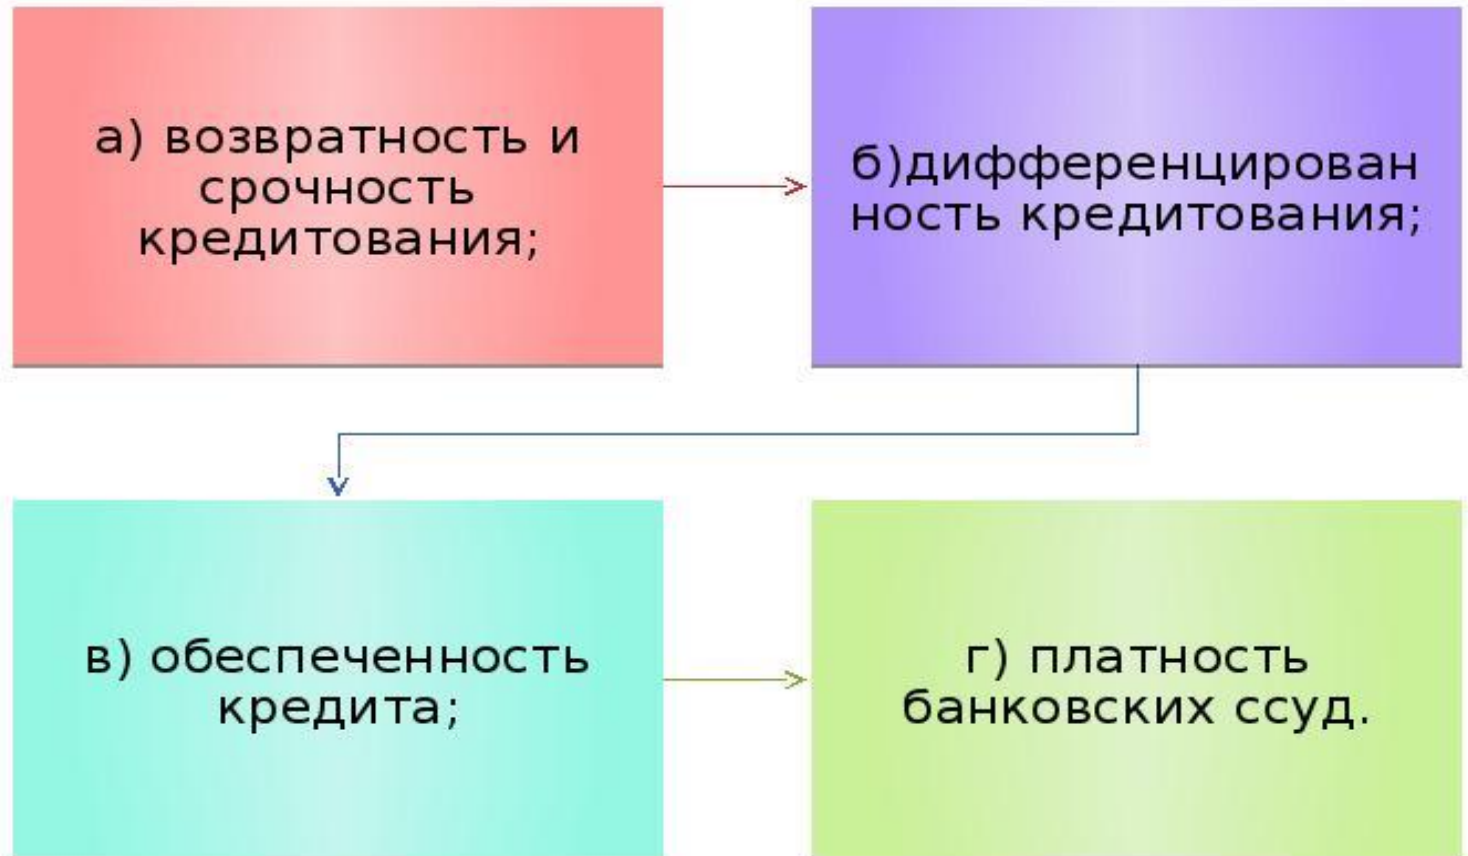 а) возвратность и
срочность
кредитования;
б)дифференцирован
ность кредитования;
в) обеспеченность
кредита;
г) платность
банковских ссуд.